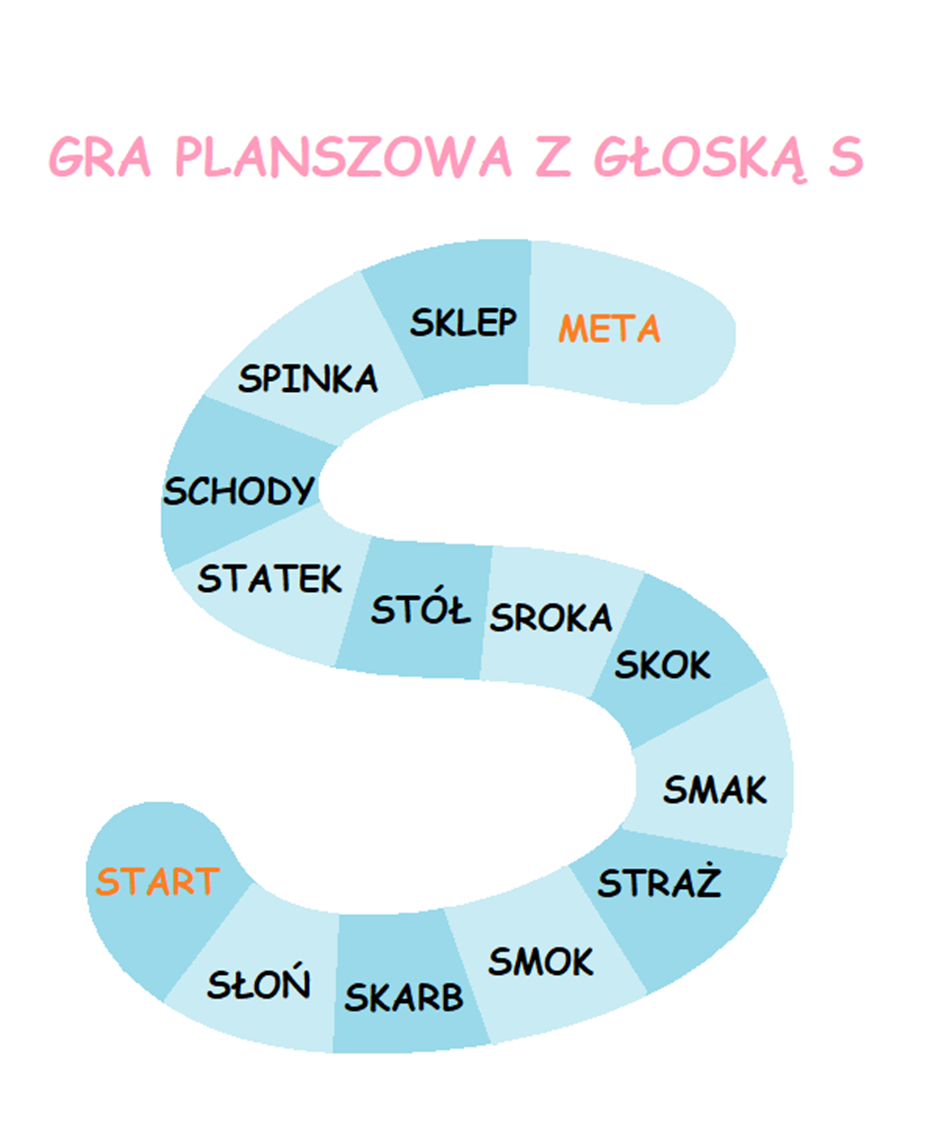 GRA PLANSZOWA Z GŁOSKĄ S
SKLEP
META
SPINKA
SCHODY
STATEK
STÓŁ
SROKA
SKOK
SMAK
START
STRAŻ
SMOK
SŁOŃ
SKARB